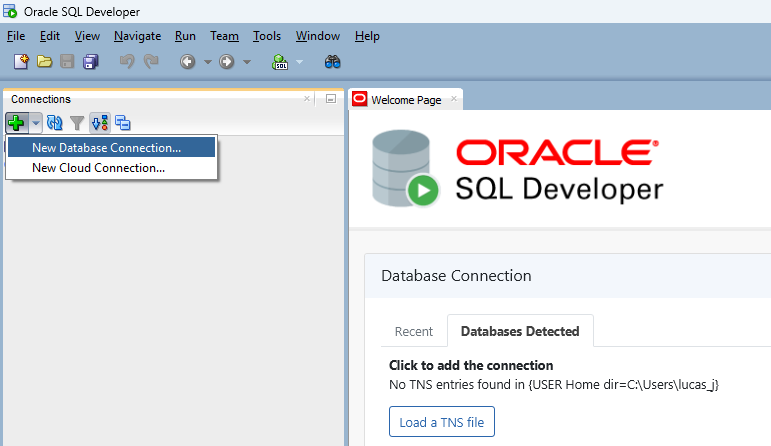 Oracle SQL Developer
File Edit View Navigate Run Team Tools Window Help
SQL
Connections
New Database Connection...
New Cloud Connection...
Welcome Page
ORACLE
SQL Developer
Database Connection
Recent Databases Detected
Click to add the connection
No TNS entries found in {USER Home dir=C:\Users\lucas_j}
Load a TNS file